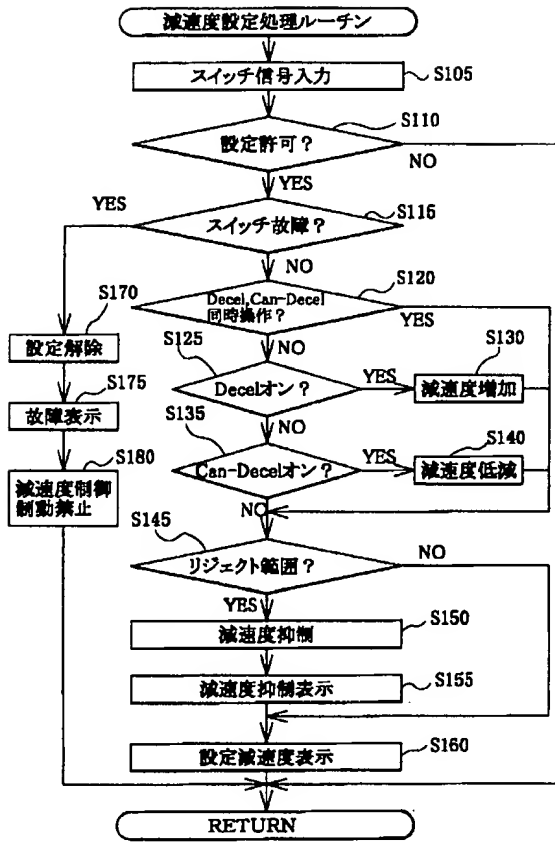 減速度設定処理ルーチン
スイッチ信号入力
S105
S110
設定許可？
NO
YES
YES
S115
スイッチ故障？
NO
S120
Decel,Can-Decel
同時操作？
YES
S170
設定解除
S125
NO
S130
Decelオン？
YES
減速度増加
S175
故障表示
S135
NO
S140
Can-Decelオン？
YES
減速度低減
S180
減速度制御
制動禁止
NO
S145
リジェクト範囲？
NO
YES
減速度抑制
S150
減速度抑制表示
S155
設定減速度表示
S160
RETURN